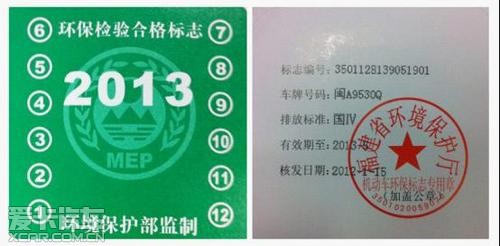 环保检验合格标志
⑥ ⑦
⑤ ⑧
④ ⑨
③ ⑩
② ⑪
① ⑫
2013
MEP
环境保护部监制
标志编号: 3501128139051901
车牌号码: 闽A9530Q
排放标准: 国IV
有效期至: 2013
核发日期: 2012
福建省环境保护厅
机动车环保标志专用章
(加盖公章)
爱卡汽车
XCAR.COM.CN